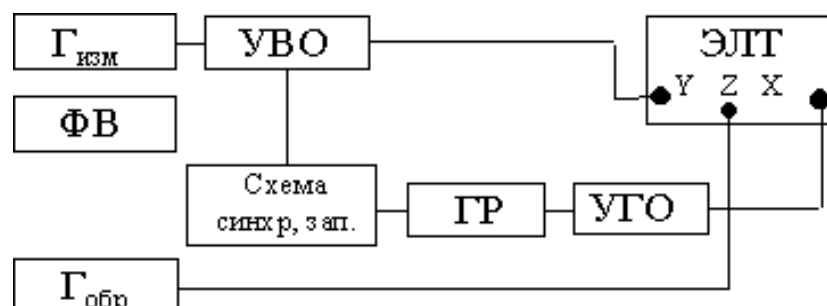 Гизм УВО ЭЛТ
Y Z X
ФВ
Схема
синхр, зап.
ГР УГО
Гобр